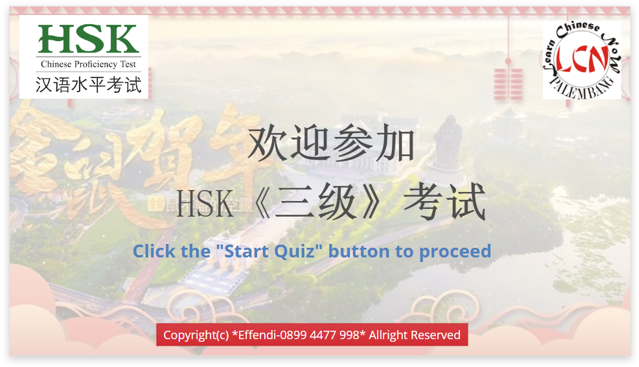 HSK
Chinese Proficiency Test
汉语水平考试
Learn Chinese Now
LCN
PALEMBANG
金鼠贺年
欢迎参加
HSK《三级》考试
Click the "Start Quiz" button to proceed
Copyright(c) *Effendi-0899 4477 998* Allright Reserved